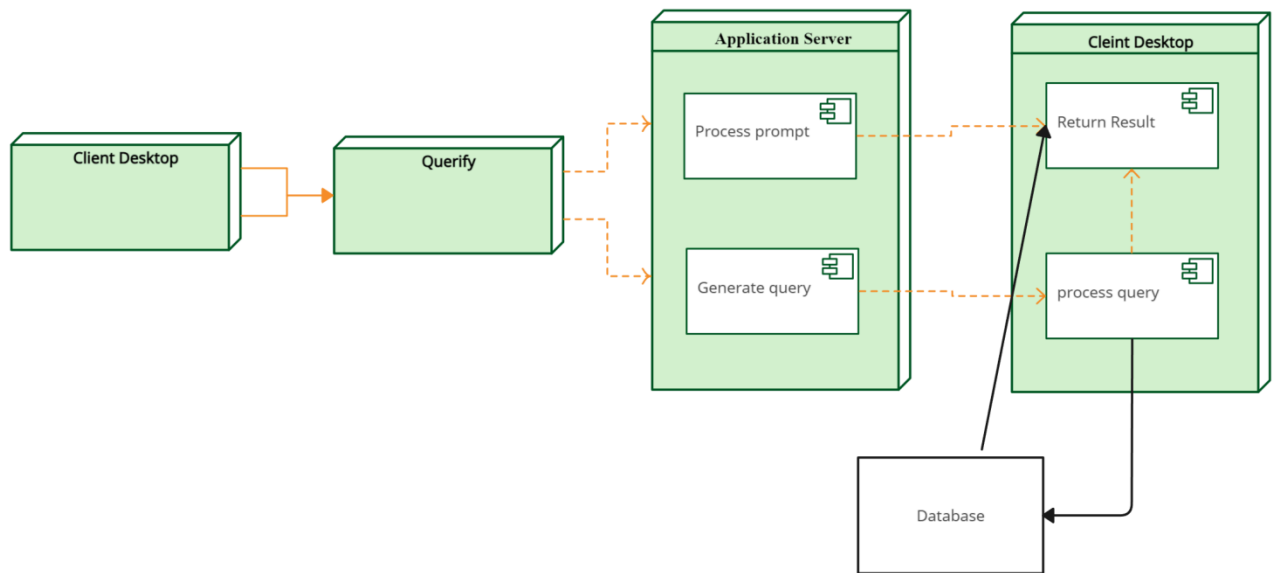 Client Desktop
Querify
Application Server
Process prompt
Generate query
Cleint Desktop
Return Result
process query
Database